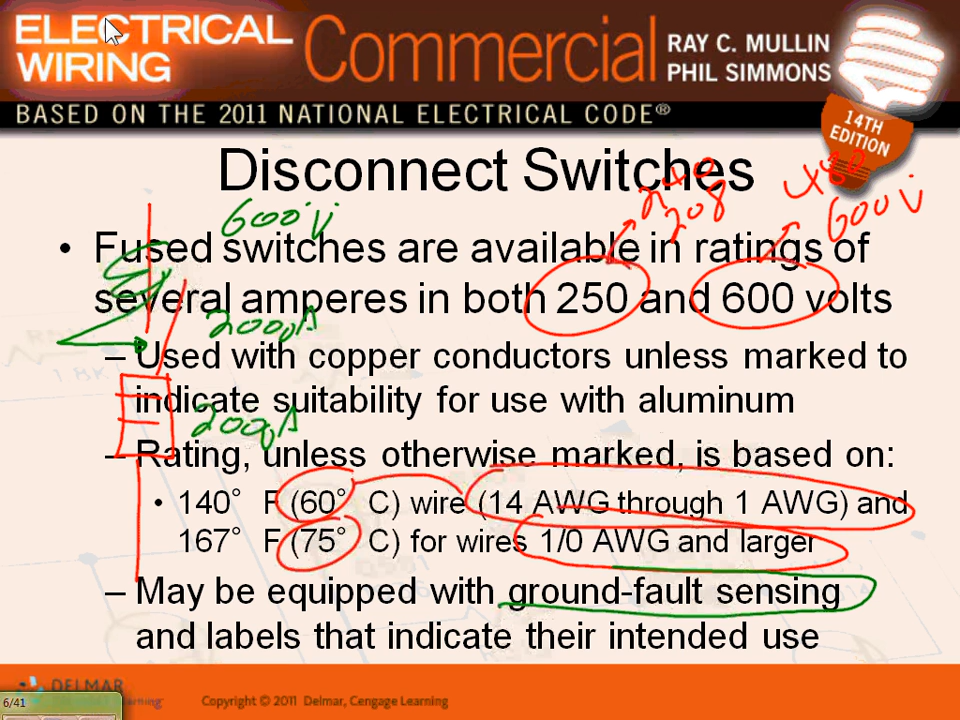 ELECTRICAL WIRING Commercial RAY C. MULLIN PHIL SIMMONS
BASED ON THE 2011 NATIONAL ELECTRICAL CODE®
14TH EDITION
Disconnect Switches
240
208
480
600V
600V
• Fused switches are available in ratings of
several amperes in both 250 and 600 volts
200A
– Used with copper conductors unless marked to
indicate suitability for use with aluminum
200A
– Rating, unless otherwise marked, is based on:
• 140° F (60° C) wire (14 AWG through 1 AWG) and
167° F (75° C) for wires 1/0 AWG and larger
– May be equipped with ground-fault sensing
and labels that indicate their intended use
DELMAR
Learning
Copyright © 2011 Delmar, Cengage Learning
6/41